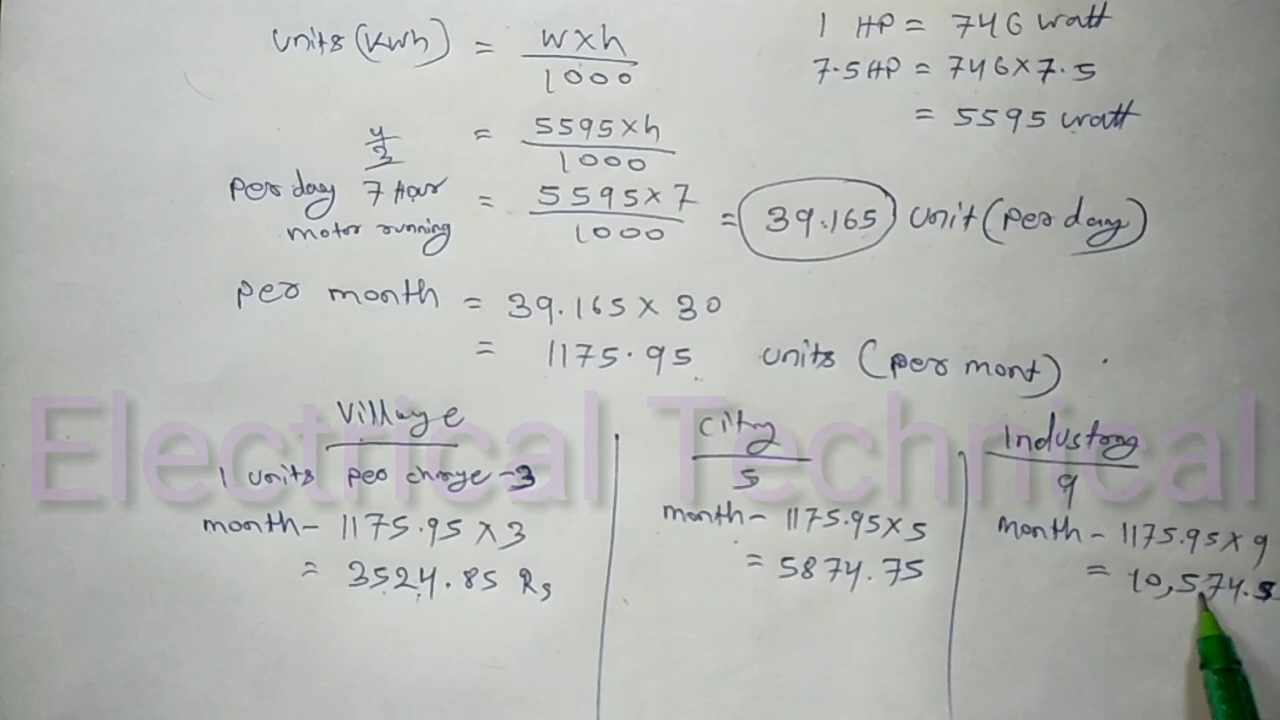 units (Kwh) = W×h
1000
1 HP = 746 watt
7.5HP = 746×7.5
= 5595 watt
= 5595×h
1000
per day 7 Hour
motor running
= 5595×7
1000
= 39.165 unit (per day)
per month = 39.165 × 30
= 1175.95 units (per mont)
Electrical Technical
Village
1 units per charge -3
month - 1175.95 ×3
= 3524.85 Rs
City
5
month - 1175.95×5
= 5874.75
Industry
9
month - 1175.95× 9
= 10,574.5